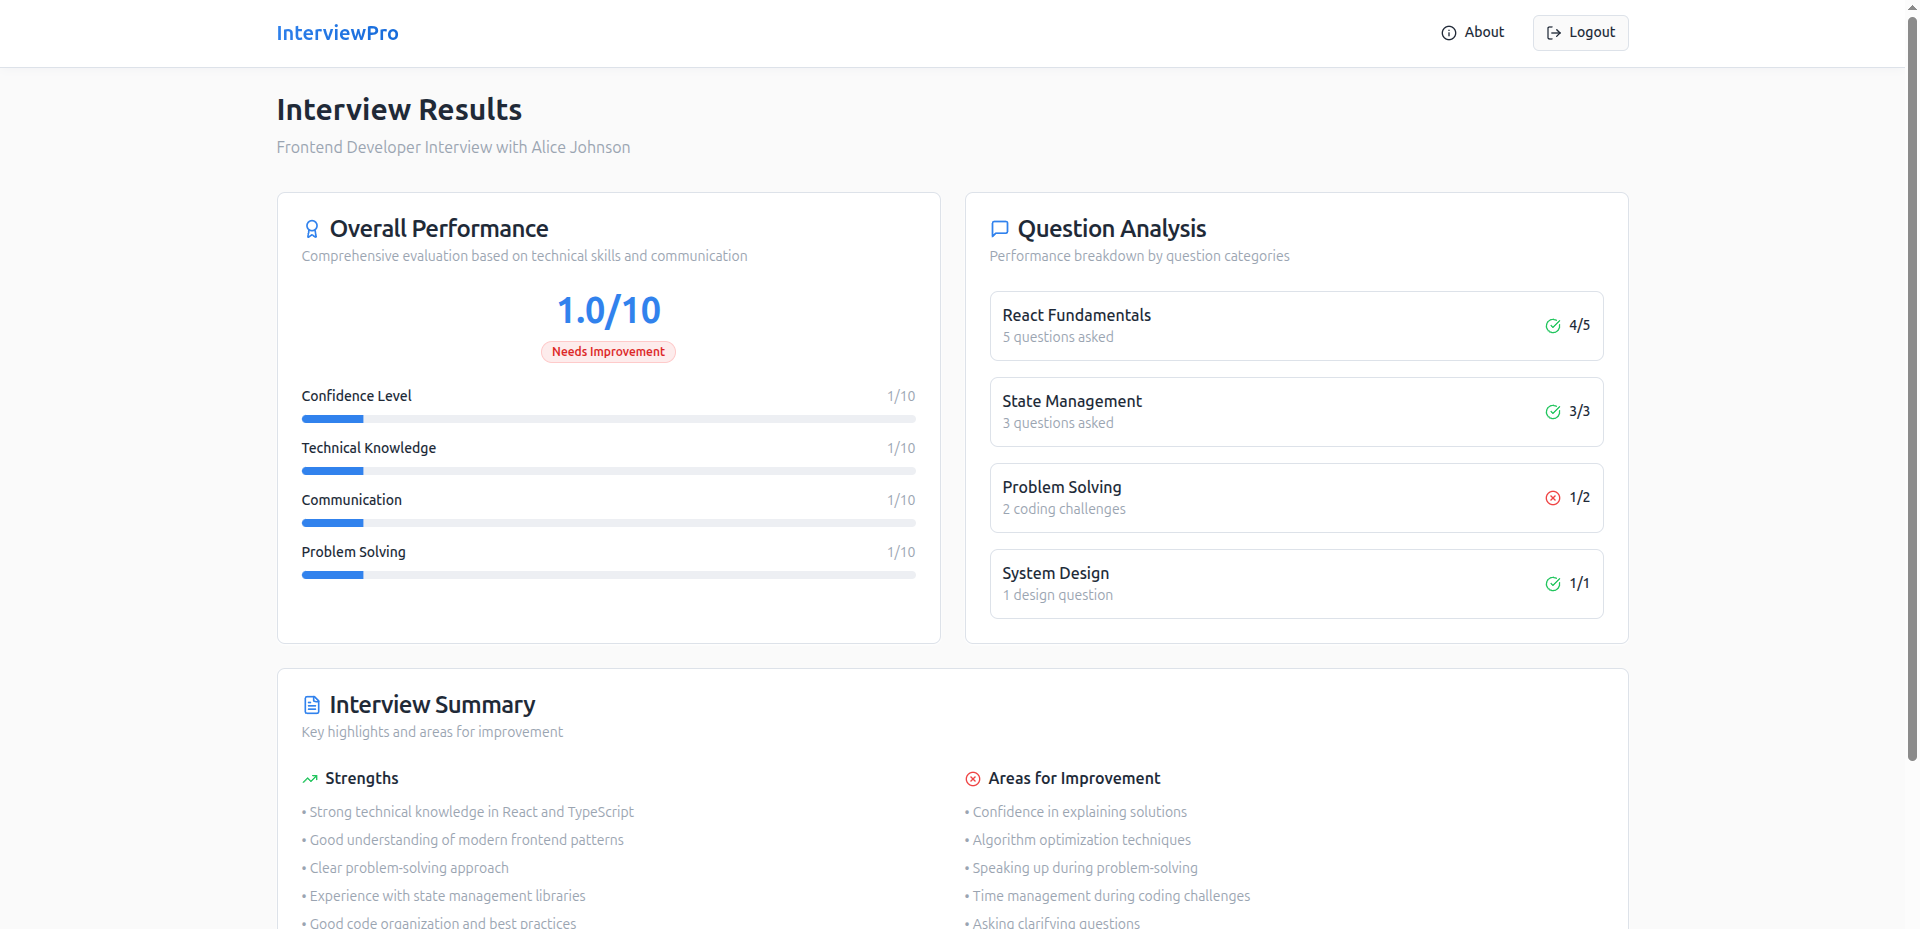 InterviewPro
About
Logout
Interview Results
Frontend Developer Interview with Alice Johnson
Overall Performance
Comprehensive evaluation based on technical skills and communication
1.0/10
Needs Improvement
Confidence Level 1/10
Technical Knowledge 1/10
Communication 1/10
Problem Solving 1/10
Question Analysis
Performance breakdown by question categories
React Fundamentals
5 questions asked
4/5
State Management
3 questions asked
3/3
Problem Solving
2 coding challenges
1/2
System Design
1 design question
1/1
Interview Summary
Key highlights and areas for improvement
Strengths
• Strong technical knowledge in React and TypeScript
• Good understanding of modern frontend patterns
• Clear problem-solving approach
• Experience with state management libraries
• Good code organization and best practices
Areas for Improvement
• Confidence in explaining solutions
• Algorithm optimization techniques
• Speaking up during problem-solving
• Time management during coding challenges
• Asking clarifying questions